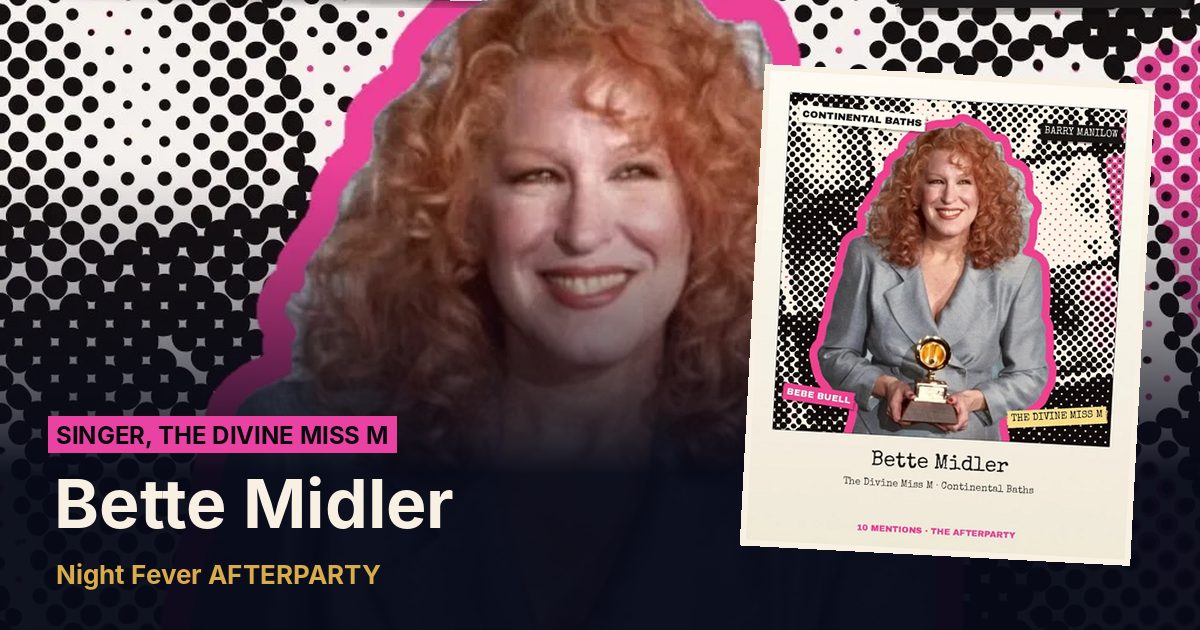 SINGER, THE DIVINE MISS M
Bette Midler
Night Fever AFTERPARTY
CONTINENTAL BATHS
BARRY MANILOW
BEBE BUELL
THE DIVINE MISS M
Bette Midler
The Divine Miss M · Continental Baths
10 MENTIONS · THE AFTERPARTY